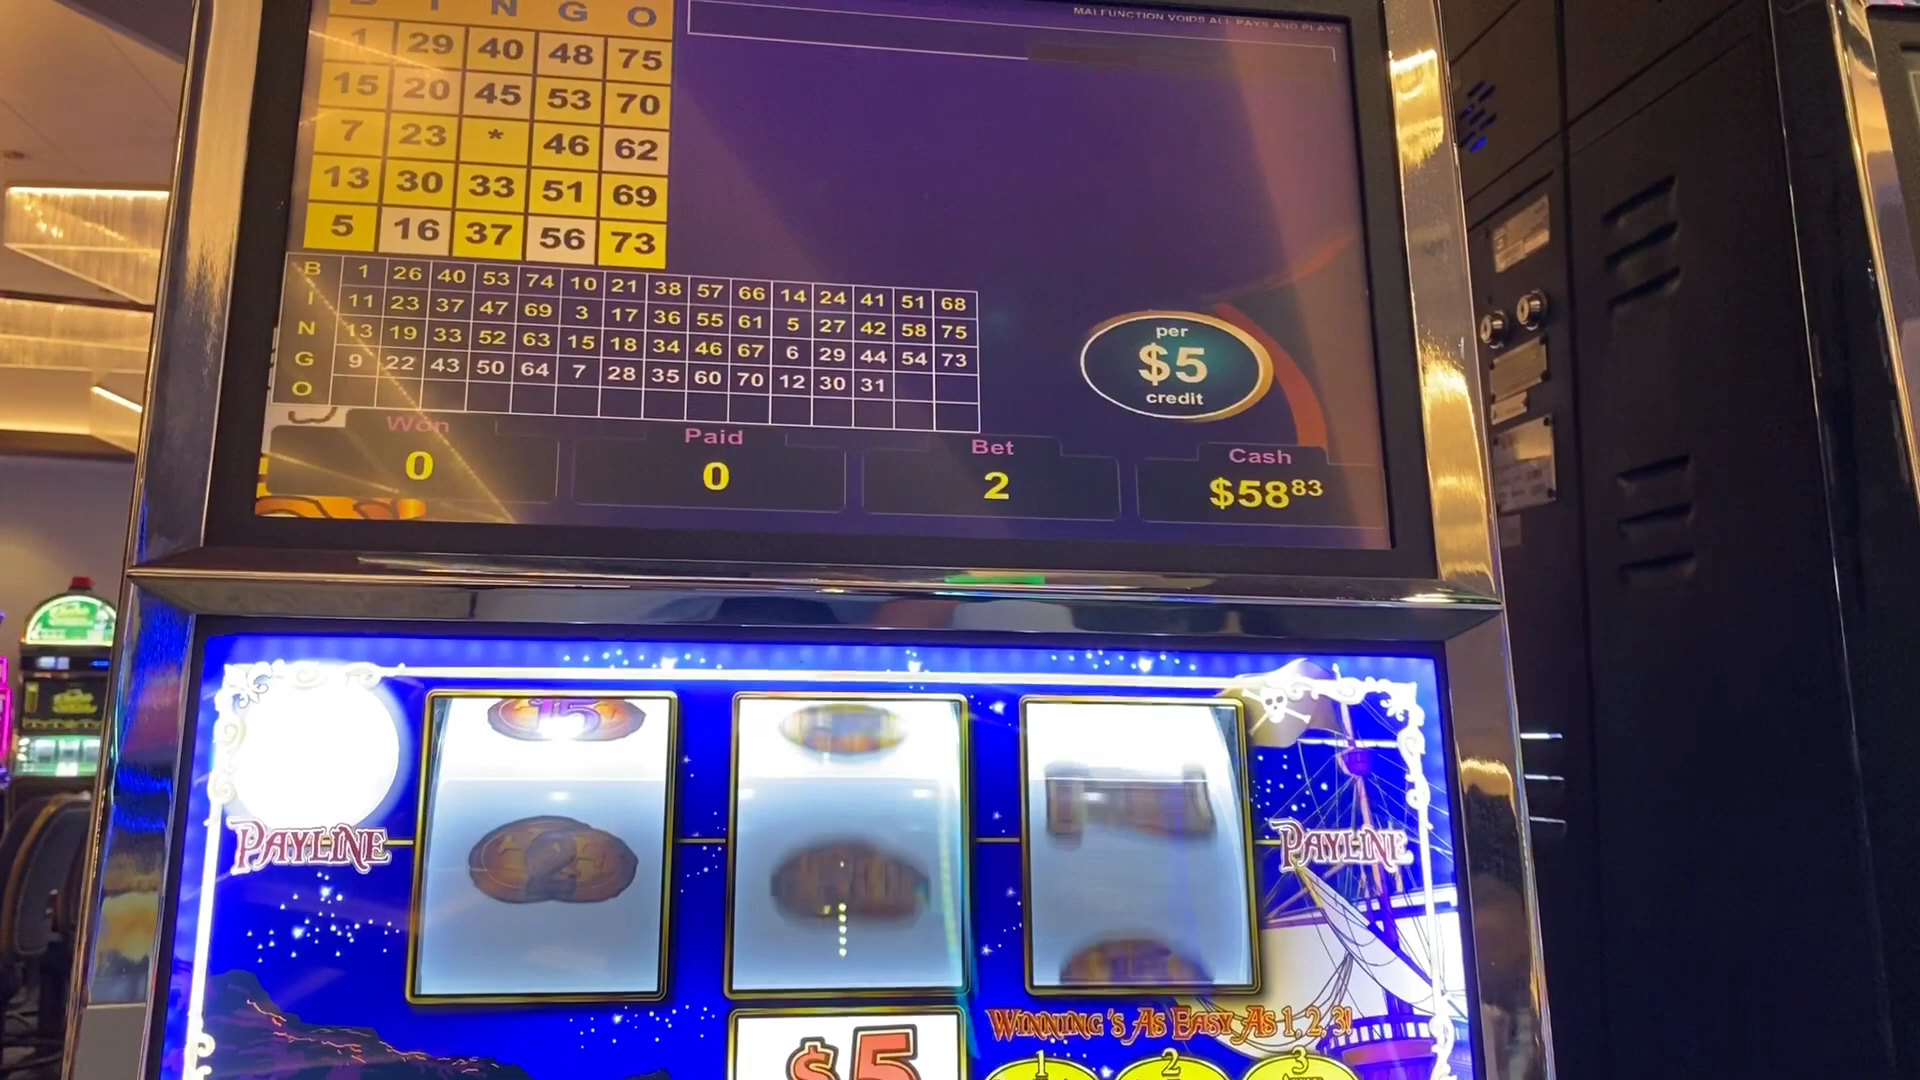 B I N G O
MALFUNCTION VOIDS ALL PAYS AND PLAYS
1 29 40 48 75
15 20 45 53 70
7 23 * 46 62
13 30 33 51 69
5 16 37 56 73
B 1 26 40 53 74 10 21 38 57 66 14 24 41 51 68
I 11 23 37 47 69 3 17 36 55 61 5 27 42 58 75
N 13 19 33 52 63 15 18 34 46 67 6 29 44 54 73
G 9 22 43 50 64 7 28 35 60 70 12 30 31
O
per
$5
credit
Won Paid Bet Cash
0 0 2 $58.83
15
PAYLINE PAYLINE
WINNING'S AS EASY AS 1, 2, 3!
$5
1 2 3